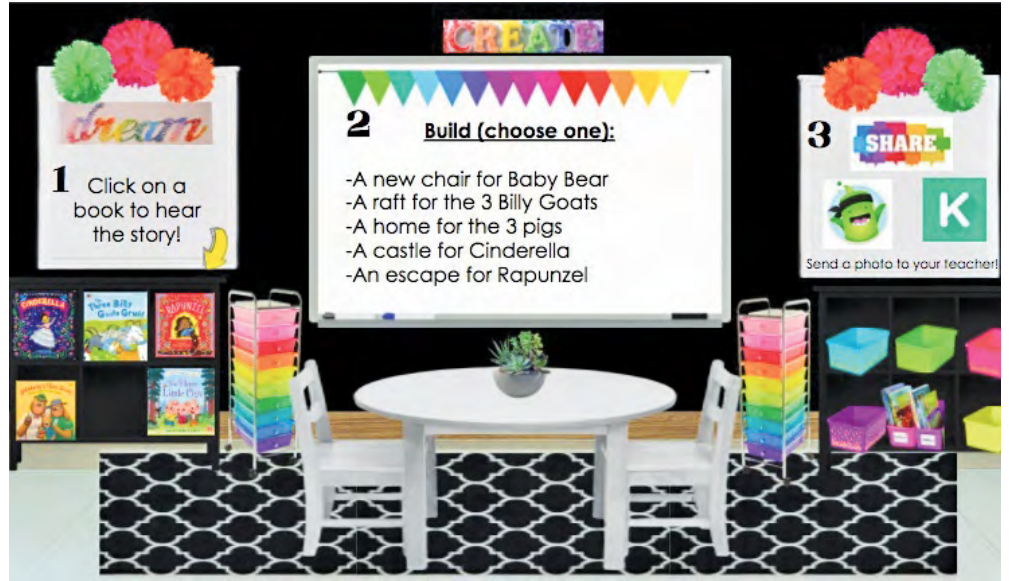 CREATE
dream
1
Click on a
book to hear
the story!
CINDERELLA
The
Three Billy
Goats Gruff
RAPUNZEL
The Three
Little Pigs
2
Build (choose one):
-A new chair for Baby Bear
-A raft for the 3 Billy Goats
-A home for the 3 pigs
-A castle for Cinderella
-An escape for Rapunzel
3
SHARE
K
Send a photo to your teacher!